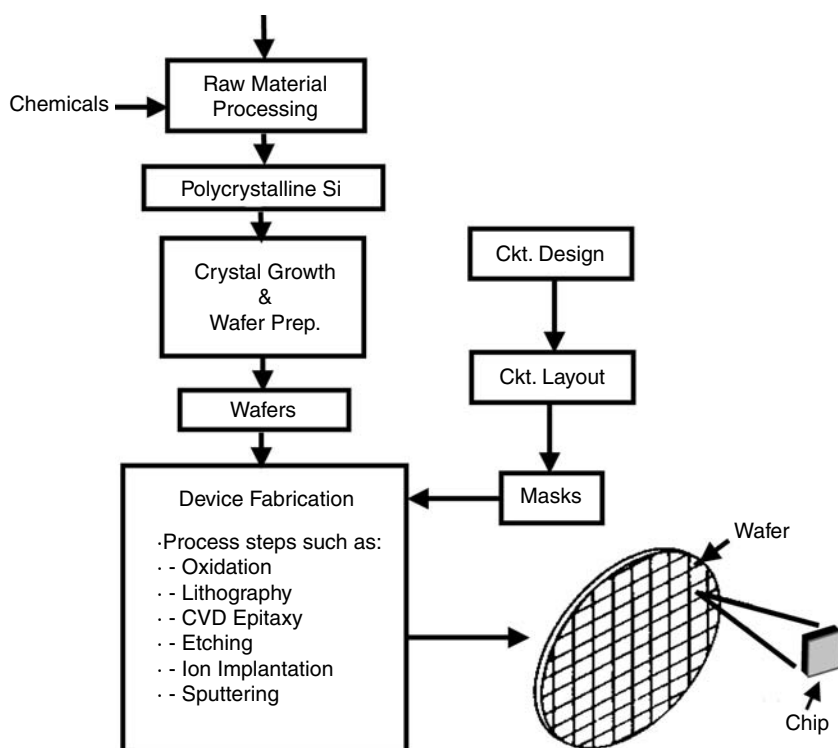 Raw Material
Processing
Chemicals
Polycrystalline Si
Crystal Growth
&
Wafer Prep.
Wafers
Ckt. Design
Ckt. Layout
Masks
Device Fabrication
·Process steps such as:
· - Oxidation
· - Lithography
· - CVD Epitaxy
· - Etching
· - Ion Implantation
· - Sputtering
Wafer
Chip